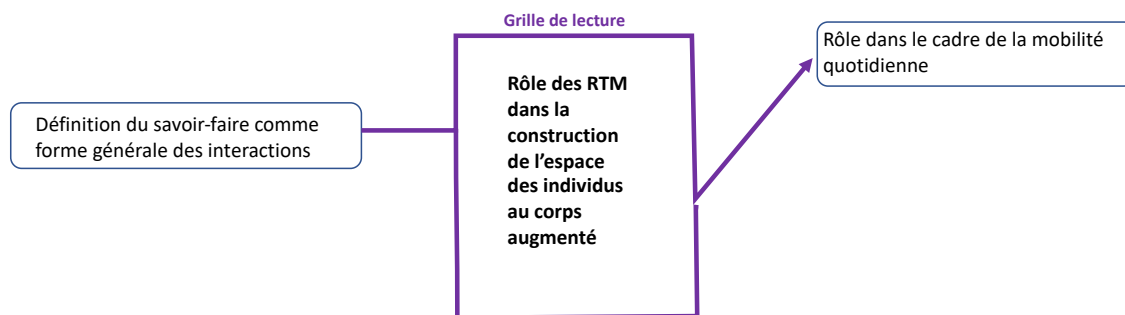 Grille de lecture
Définition du savoir-faire comme
forme générale des interactions
Rôle des RTM
dans la
construction
de l'espace
des individus
au corps
augmenté
Rôle dans le cadre de la mobilité
quotidienne